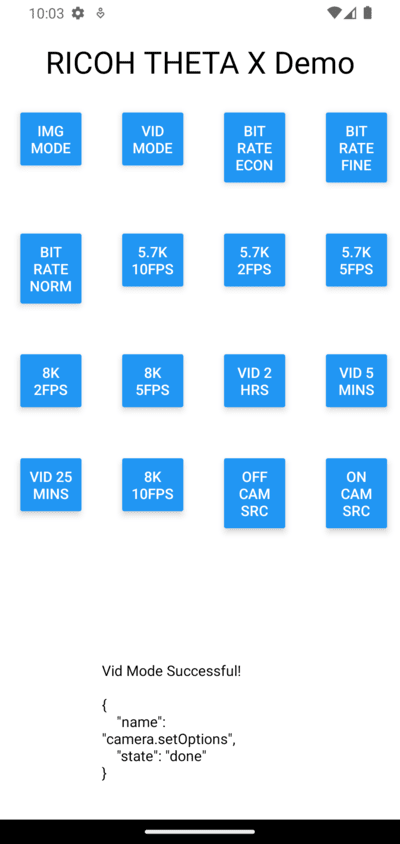 10:03
RICOH THETA X Demo
IMG
MODE
VID
MODE
BIT
RATE
ECON
BIT
RATE
FINE
BIT
RATE
NORM
5.7K
10FPS
5.7K
2FPS
5.7K
5FPS
8K
2FPS
8K
5FPS
VID 2
HRS
VID 5
MINS
VID 25
MINS
8K
10FPS
OFF
CAM
SRC
ON
CAM
SRC
Vid Mode Successful!
{
"name":
"camera.setOptions",
"state": "done"
}